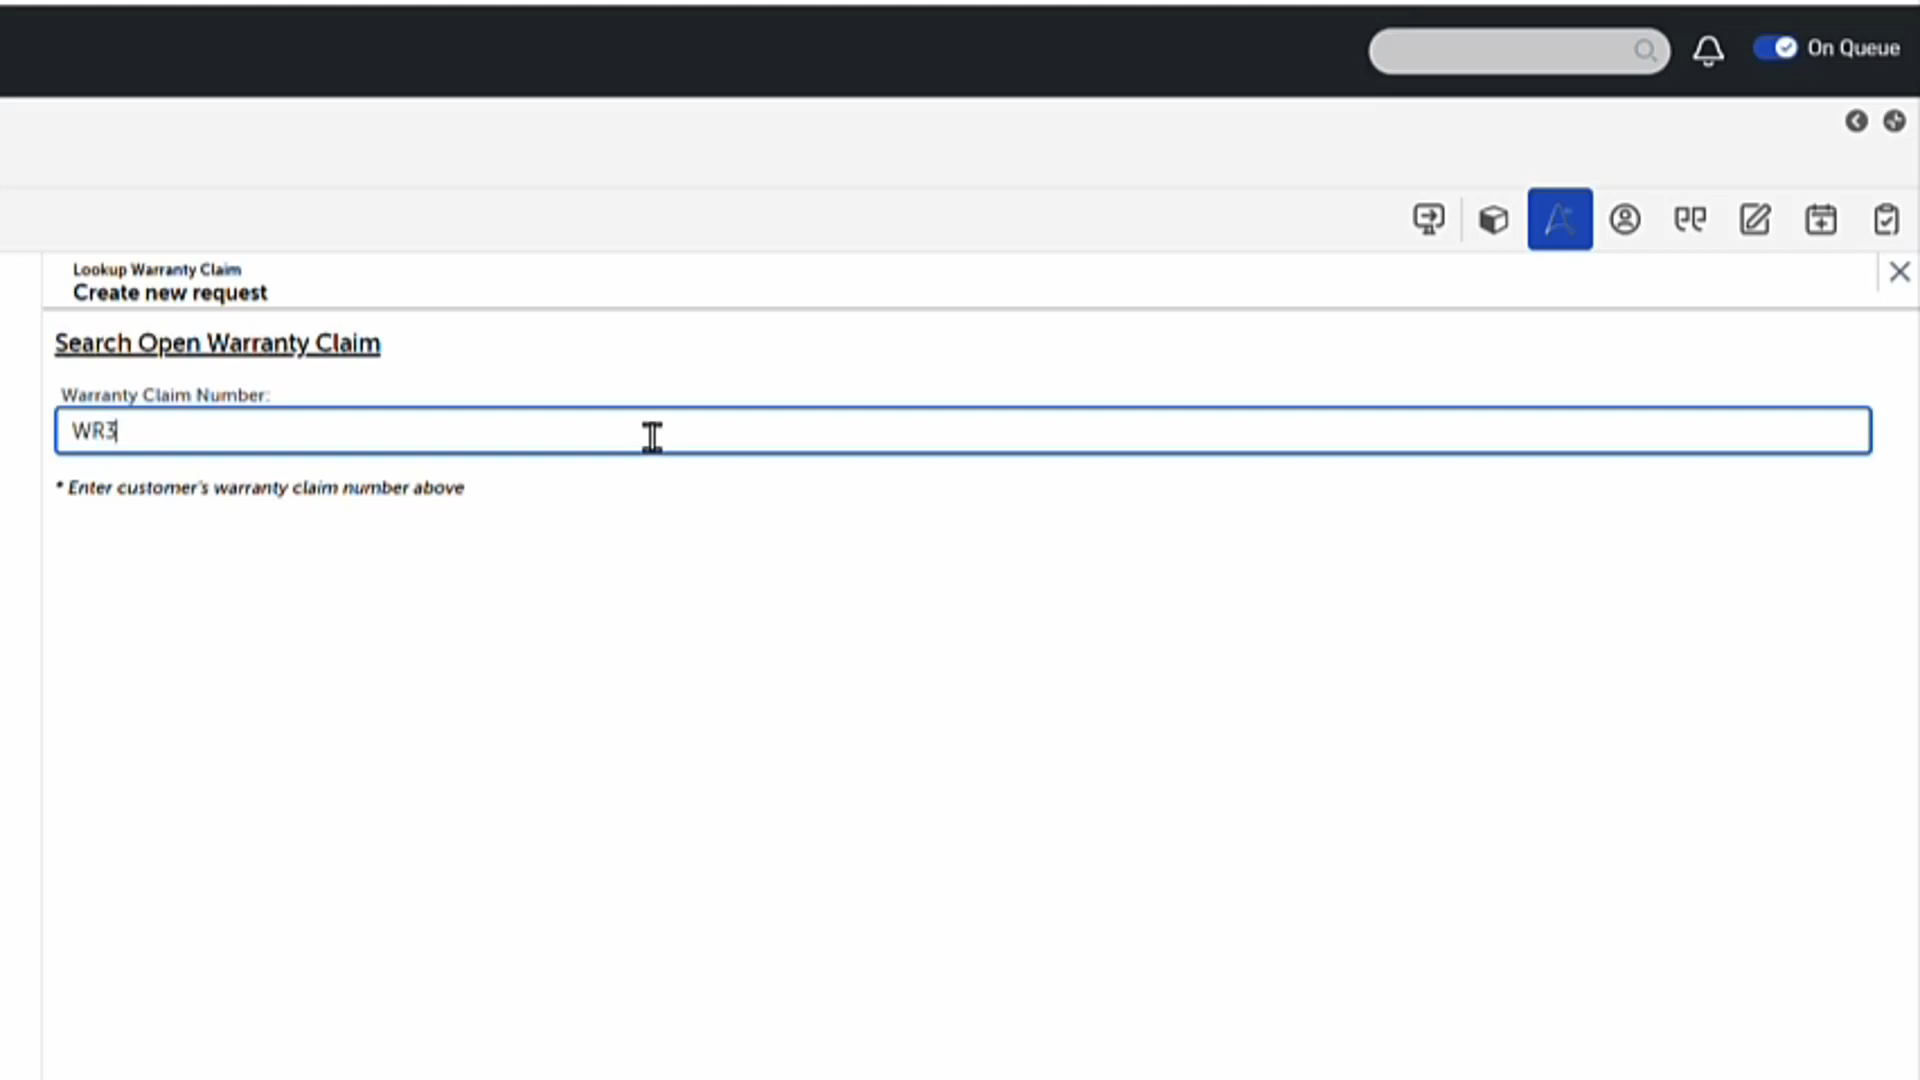 On Queue
Lookup Warranty Claim
Create new request
Search Open Warranty Claim
Warranty Claim Number:
WR3
* Enter customer's warranty claim number above